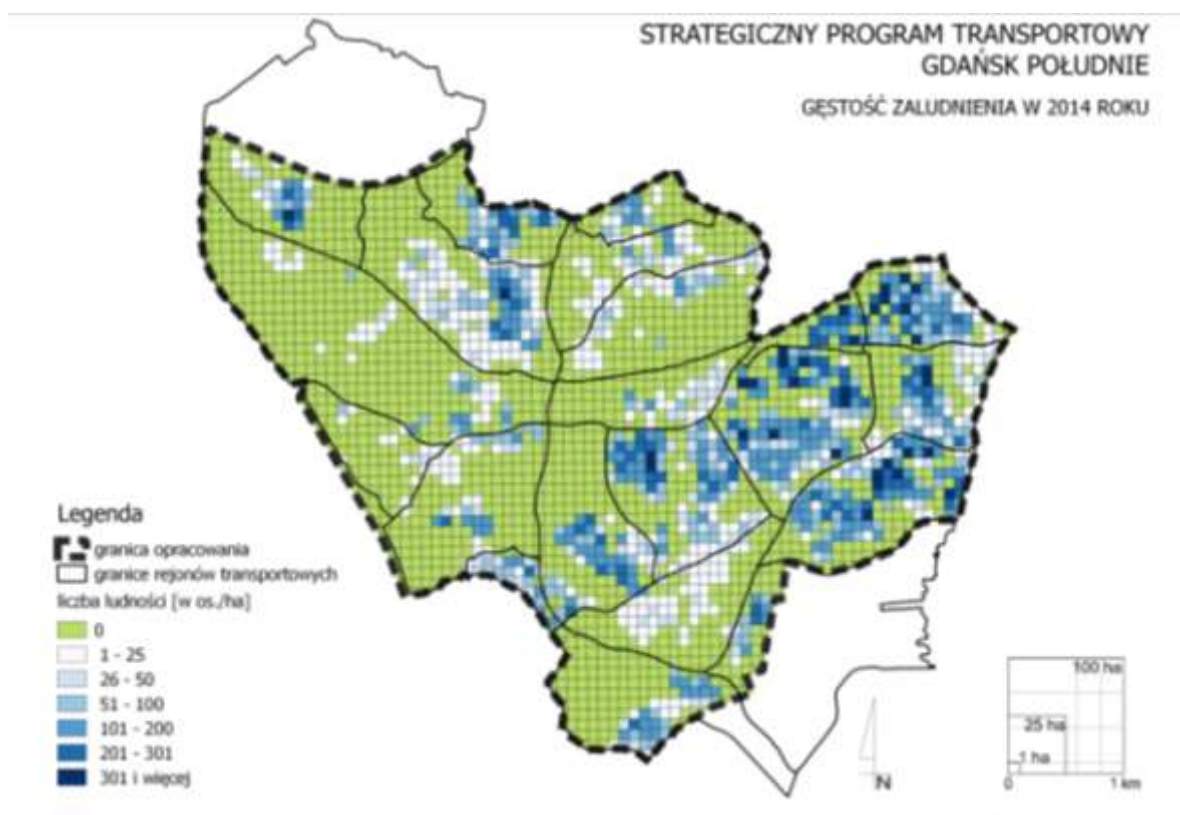 STRATEGICZNY PROGRAM TRANSPORTOWY
GDAŃSK POŁUDNIE
GĘSTOŚĆ ZALUDNIENIA W 2014 ROKU
Legenda
granica opracowania
granice rejonów transportowych
liczba ludności [w os./ha]
0
1 - 25
26 - 50
51 - 100
101 - 200
201 - 301
301 i więcej
N
100 ha
25 ha
1 ha
0 1 km